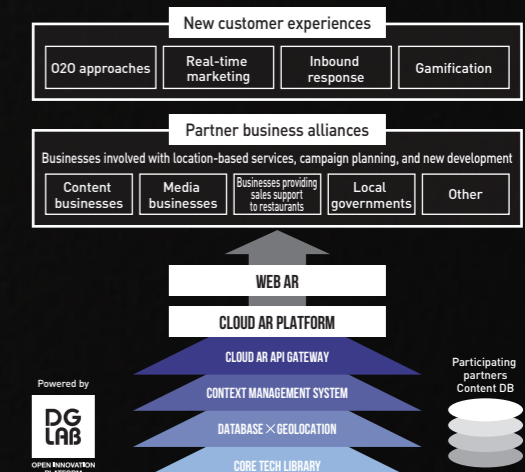 New customer experiences
O2O approaches
Real-time
marketing
Inbound
response
Gamification
Partner business alliances
Businesses involved with location-based services, campaign planning, and new development
Content
businesses
Media
businesses
Businesses providing
sales support
to restaurants
Local
governments
Other
WEB AR
CLOUD AR PLATFORM
CLOUD AR API GATEWAY
CONTEXT MANAGEMENT SYSTEM
DATABASE×GEOLOCATION
CORE TECH LIBRARY
Powered by
DG
LAB
OPEN INNOVATION
PLATFORM
Participating
partners
Content DB